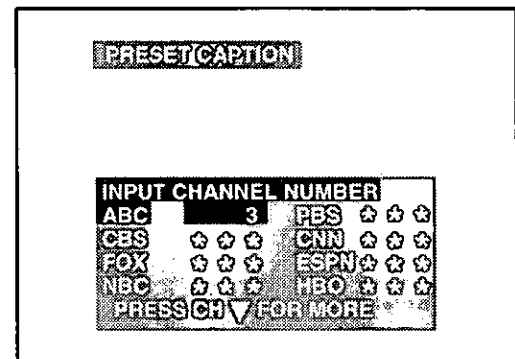 PRESET/CAPTION
INPUT CHANNEL NUMBER
ABC 3 PBS ☆ ☆ ☆
CBS ☆ ☆ ☆ CNN ☆ ☆ ☆
FOX ☆ ☆ ☆ ESPN ☆ ☆ ☆
NBC ☆ ☆ ☆ HBO ☆ ☆ ☆
PRESS CH ▽ FOR MORE